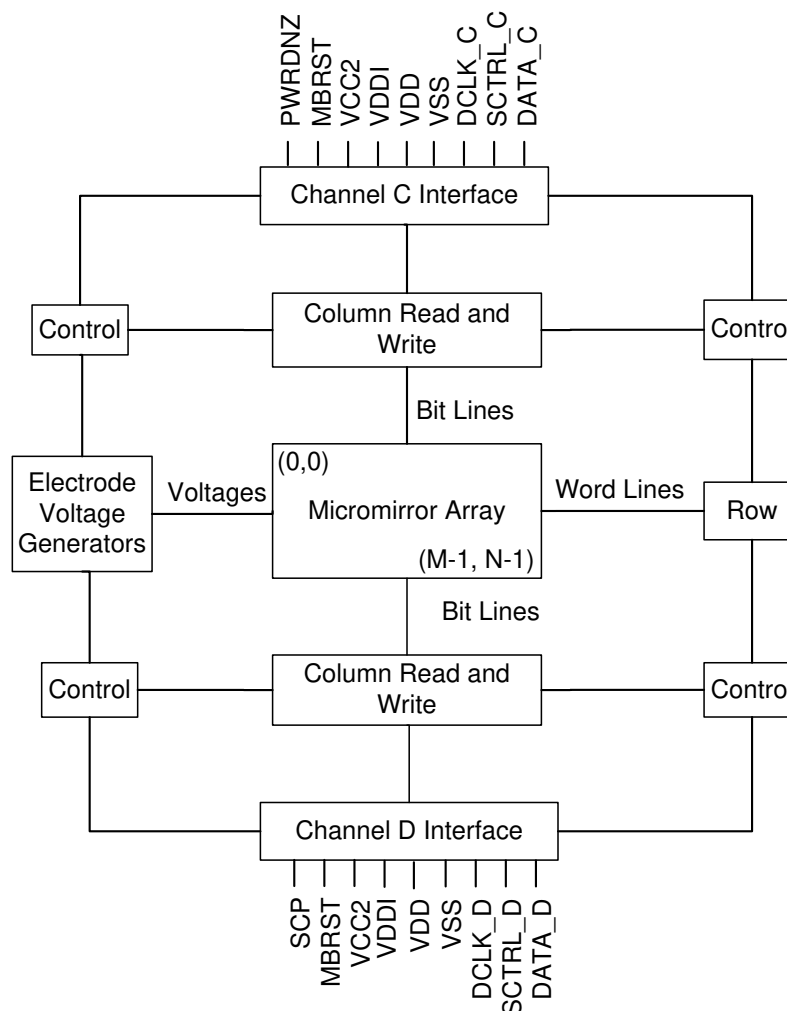 PWRDNZ
MBRST
VCC2
VDDI
VDD
VSS
DCLK_C
SCTRL_C
DATA_C
Channel C Interface
Control
Column Read and
Write
Control
Bit Lines
(0,0)
Electrode
Voltage
Generators
Voltages
Micromirror Array
Word Lines
Row
(M-1, N-1)
Bit Lines
Control
Column Read and
Write
Control
Channel D Interface
SCP
MBRST
VCC2
VDDI
VDD
VSS
DCLK_D
SCTRL_D
DATA_D